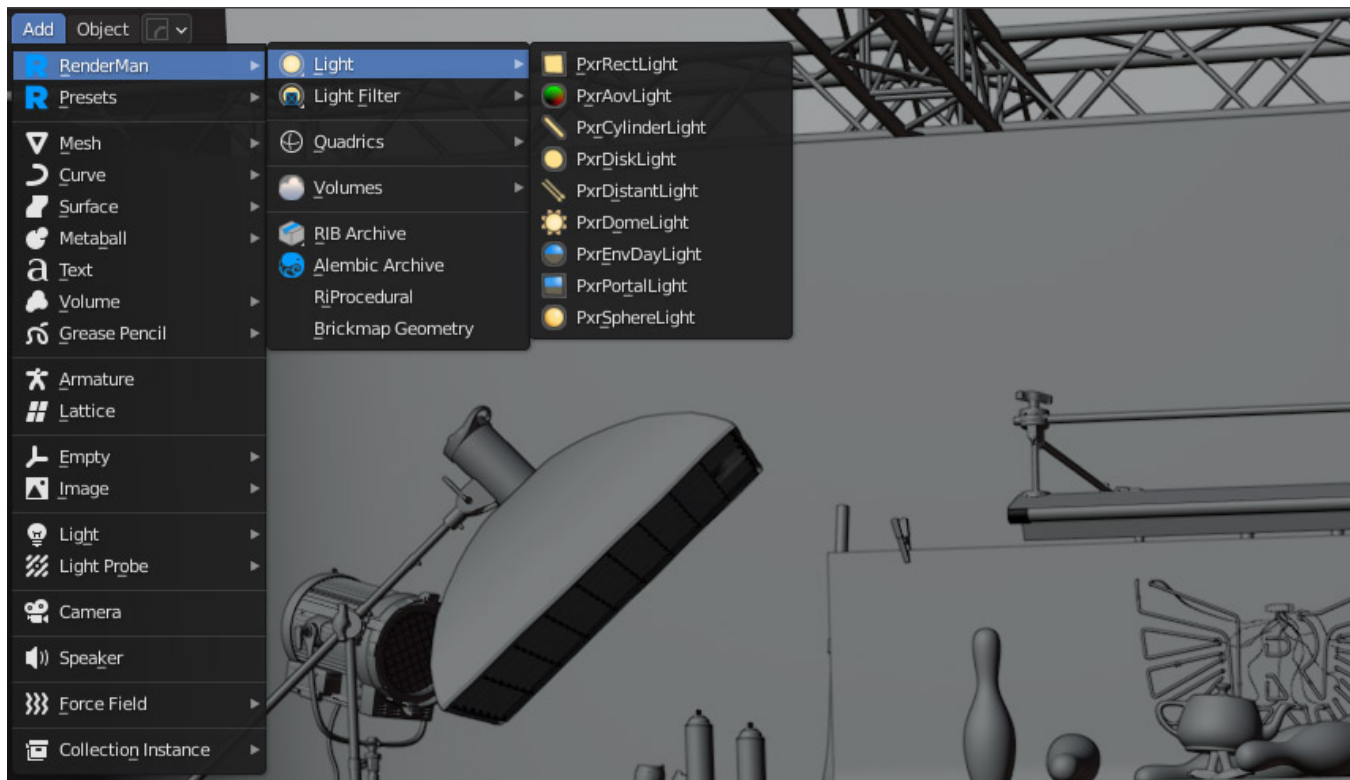 Add Object
RenderMan
Presets
Mesh
Curve
Surface
Metaball
Text
Volume
Grease Pencil
Armature
Lattice
Empty
Image
Light
Light Probe
Camera
Speaker
Force Field
Collection Instance
Light
Light Filter
Quadrics
Volumes
RIB Archive
Alembic Archive
RiProcedural
Brickmap Geometry
PxrRectLight
PxrAovLight
PxrCylinderLight
PxrDiskLight
PxrDistantLight
PxrDomeLight
PxrEnvDayLight
PxrPortalLight
PxrSphereLight